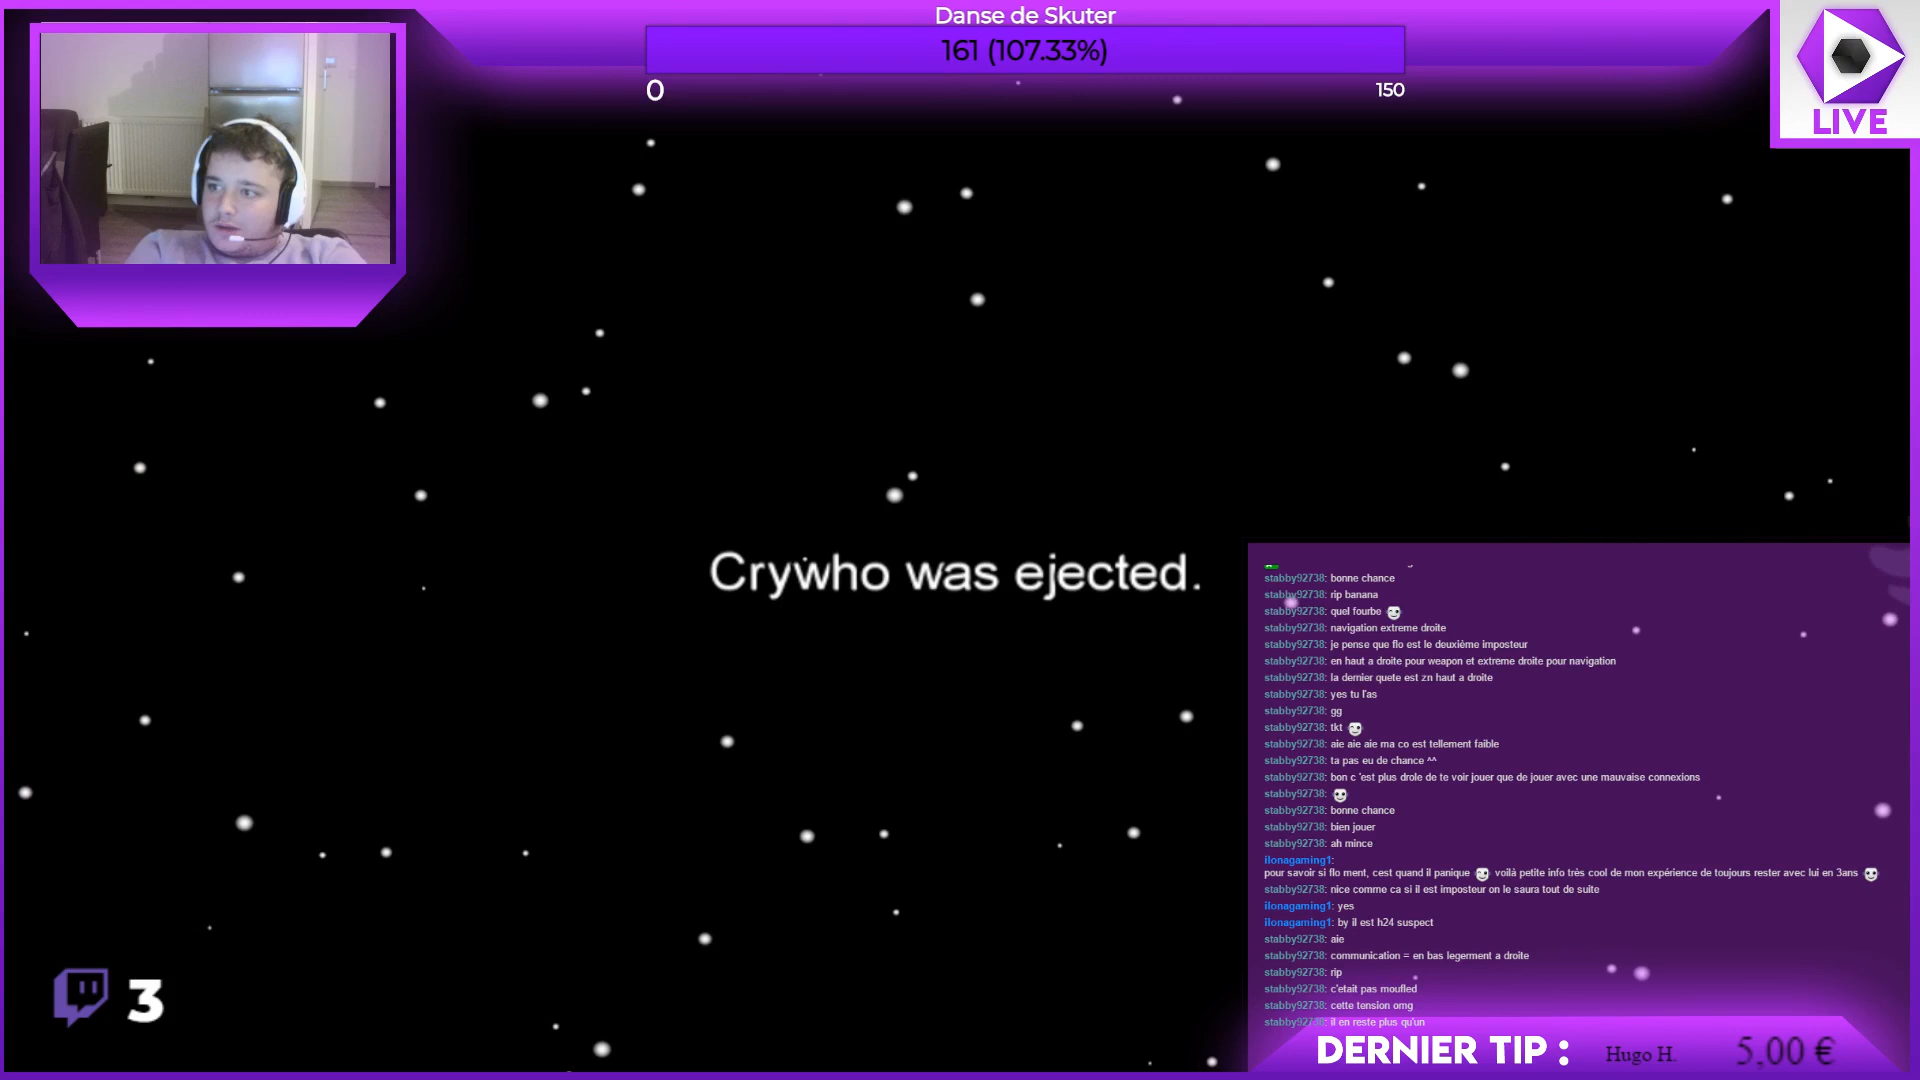 Danse de Skuter
161 (107.33%)
0
150
LIVE
Crywho was ejected.
stabby92738: bonne chance
stabby92738: rip banana
stabby92738: quel fourbe
stabby92738: navigation extreme droite
stabby92738: je pense que flo est le deuxième imposteur
stabby92738: en haut a droite pour weapon et extreme droite pour navigation
stabby92738: la dernier quete est zn haut a droite
stabby92738: yes tu l'as
stabby92738: gg
stabby92738: tkt
stabby92738: aie aie aie ma co est tellement faible
stabby92738: ta pas eu de chance ^^
stabby92738: bon c 'est plus drole de te voir jouer que de jouer avec une mauvaise connexions
stabby92738:
stabby92738: bonne chance
stabby92738: bien jouer
stabby92738: ah mince
ilonagaming1:
pour savoir si flo ment, cest quand il panique voilà petite info très cool de mon expérience de toujours rester avec lui en 3ans
stabby92738: nice comme ca si il est imposteur on le saura tout de suite
ilonagaming1: yes
ilonagaming1: by il est h24 suspect
stabby92738: aie
stabby92738: communication = en bas legerment a droite
stabby92738: rip
stabby92738: c'etait pas moufled
stabby92738: cette tension omg
stabby92738: il en reste plus qu'un
3
DERNIER TIP : Hugo H. 5,00 €